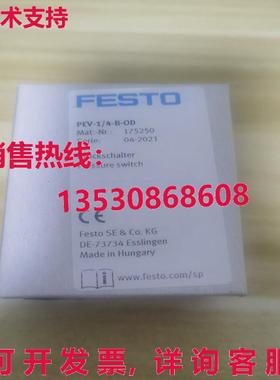 技术支持
FESTO
PEV-1/4-B-OD
Mat.-Nr.: 175250
Serie: 04-2021
销售热线:
13530868608
Festo SE & Co. KG
DE-73734 Esslingen
Made in Hungary
www.festo.com/sp
可开票，详询客服